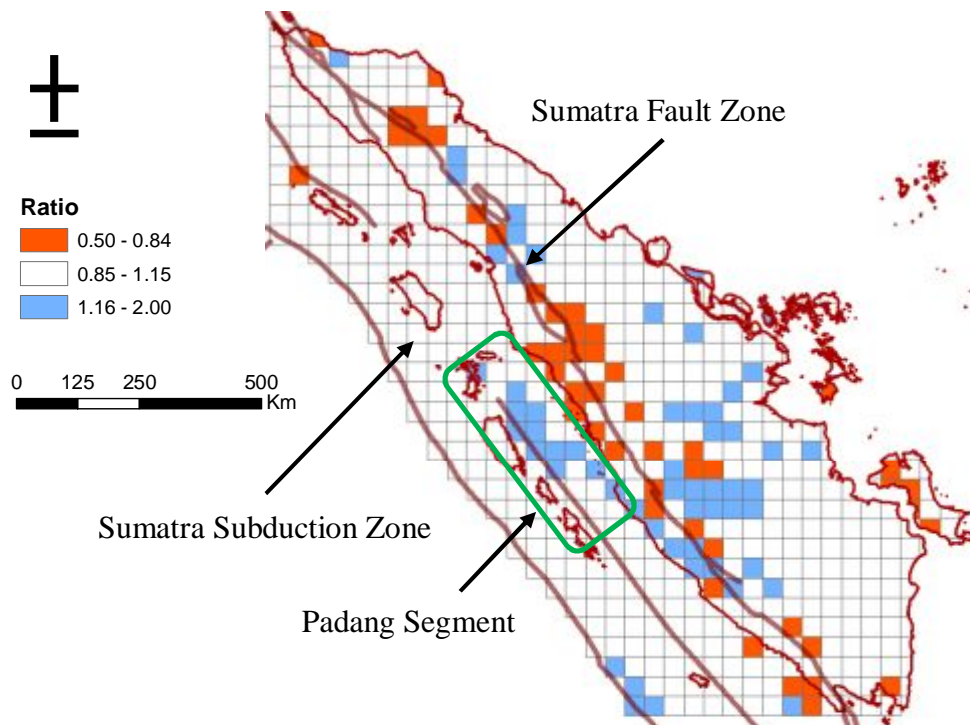 Sumatra Fault Zone
Ratio
0.50 - 0.84
0.85 - 1.15
1.16 - 2.00
0 125 250 500
Km
Sumatra Subduction Zone
Padang Segment